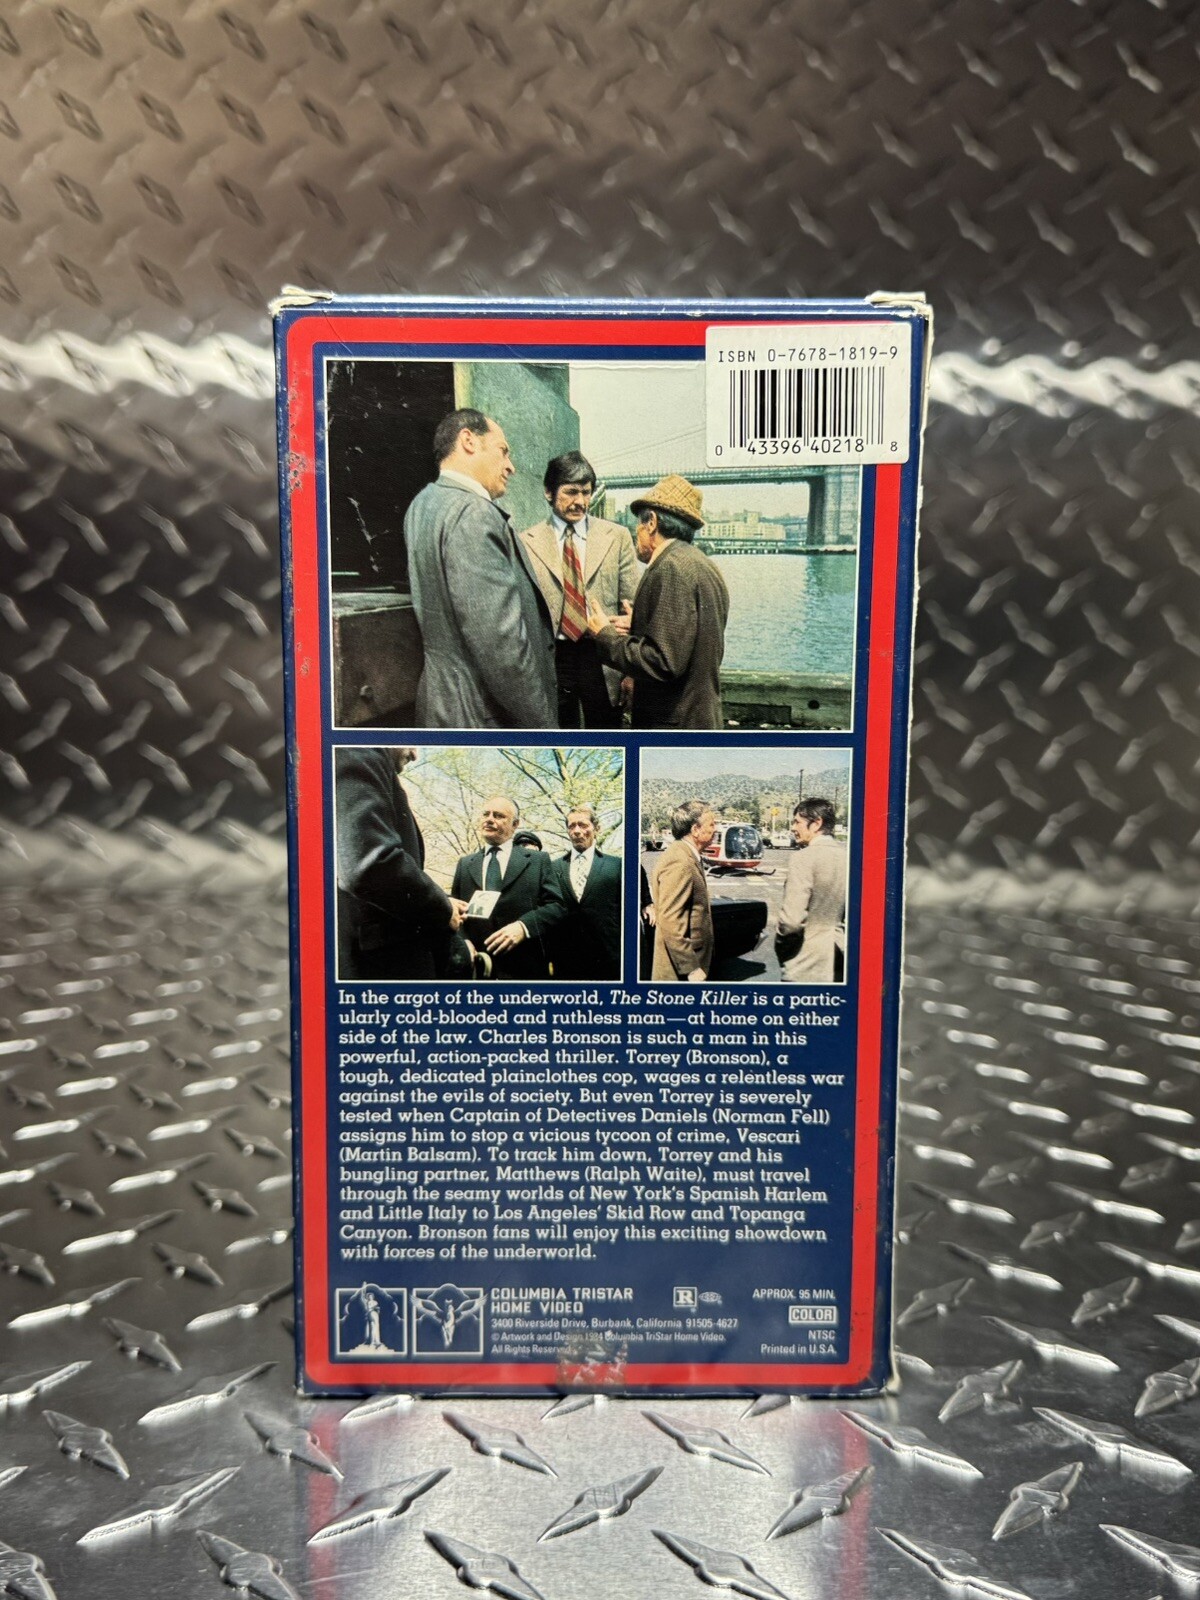 ISBN 0-7678-1819-9
0 43396 40218 8
In the argot of the underworld, The Stone Killer is a partic-
ularly cold-blooded and ruthless man—at home on either
side of the law. Charles Bronson is such a man in this
powerful, action-packed thriller. Torrey (Bronson), a
tough, dedicated plainclothes cop, wages a relentless war
against the evils of society. But even Torrey is severely
tested when Captain of Detectives Daniels (Norman Fell)
assigns him to stop a vicious tycoon of crime, Vescari
(Martin Balsam). To track him down, Torrey and his
bungling partner, Matthews (Ralph Waite), must travel
through the seamy worlds of New York's Spanish Harlem
and Little Italy to Los Angeles' Skid Row and Topanga
Canyon. Bronson fans will enjoy this exciting showdown
with forces of the underworld.
COLUMBIA TRISTAR
HOME VIDEO
3400 Riverside Drive, Burbank, California 91505-4627
© Artwork and Design 1994 Columbia TriStar Home Video.
All Rights Reserved
R
APPROX. 95 MIN.
COLOR
NTSC
Printed in U.S.A.